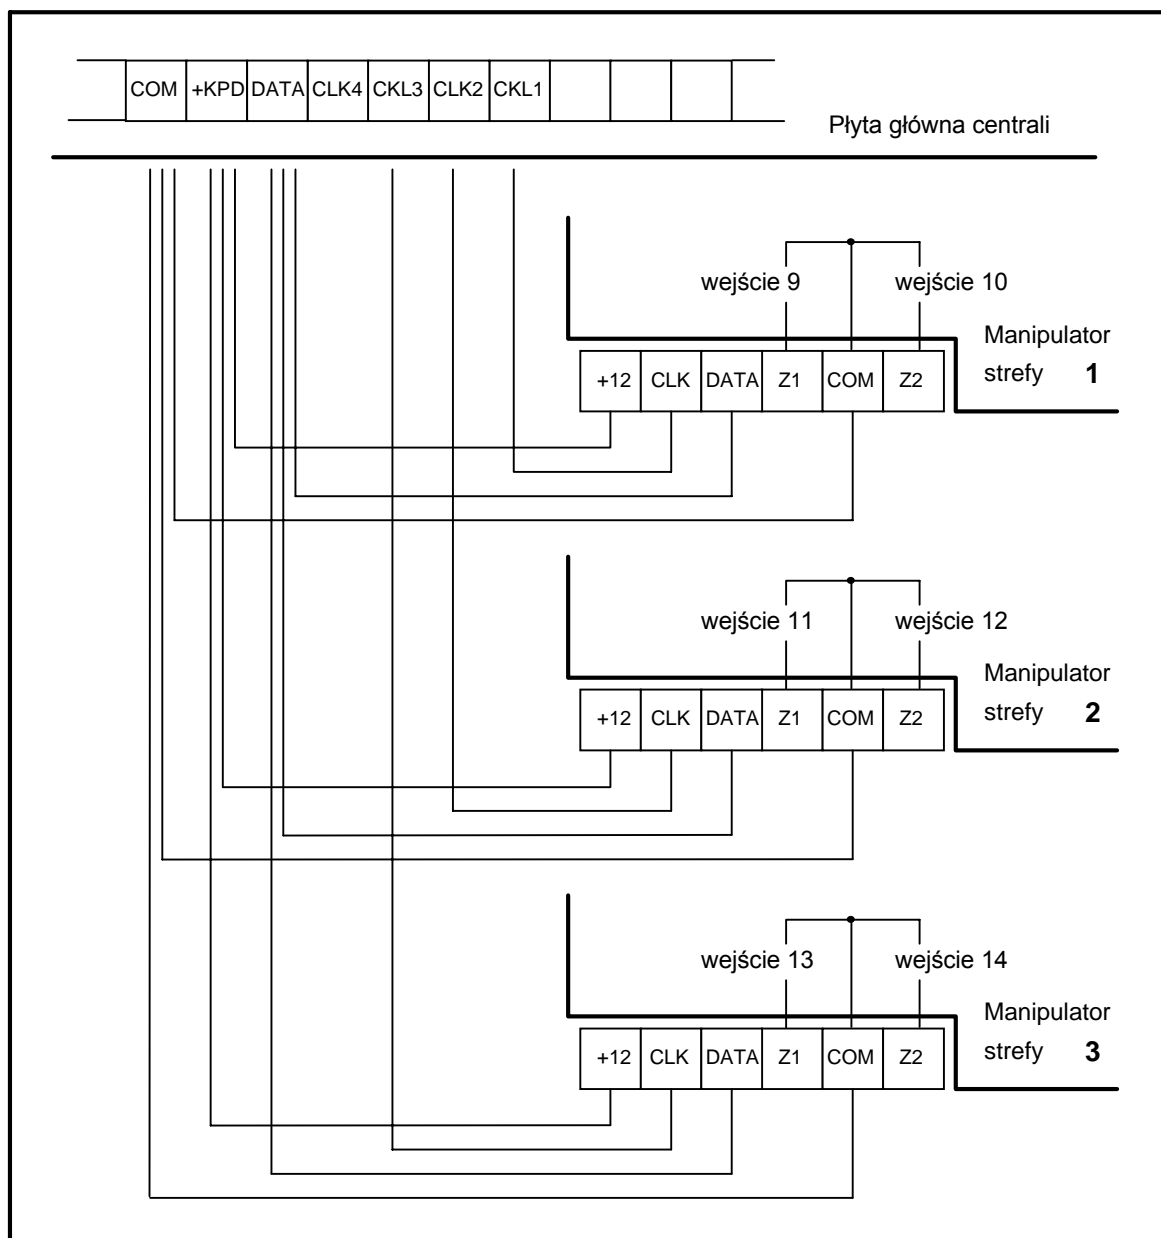 COM +KPD DATA CLK4 CKL3 CLK2 CKL1
Płyta główna centrali
wejście 9 wejście 10
Manipulator
strefy 1
+12 CLK DATA Z1 COM Z2
wejście 11 wejście 12
Manipulator
strefy 2
+12 CLK DATA Z1 COM Z2
wejście 13 wejście 14
Manipulator
strefy 3
+12 CLK DATA Z1 COM Z2